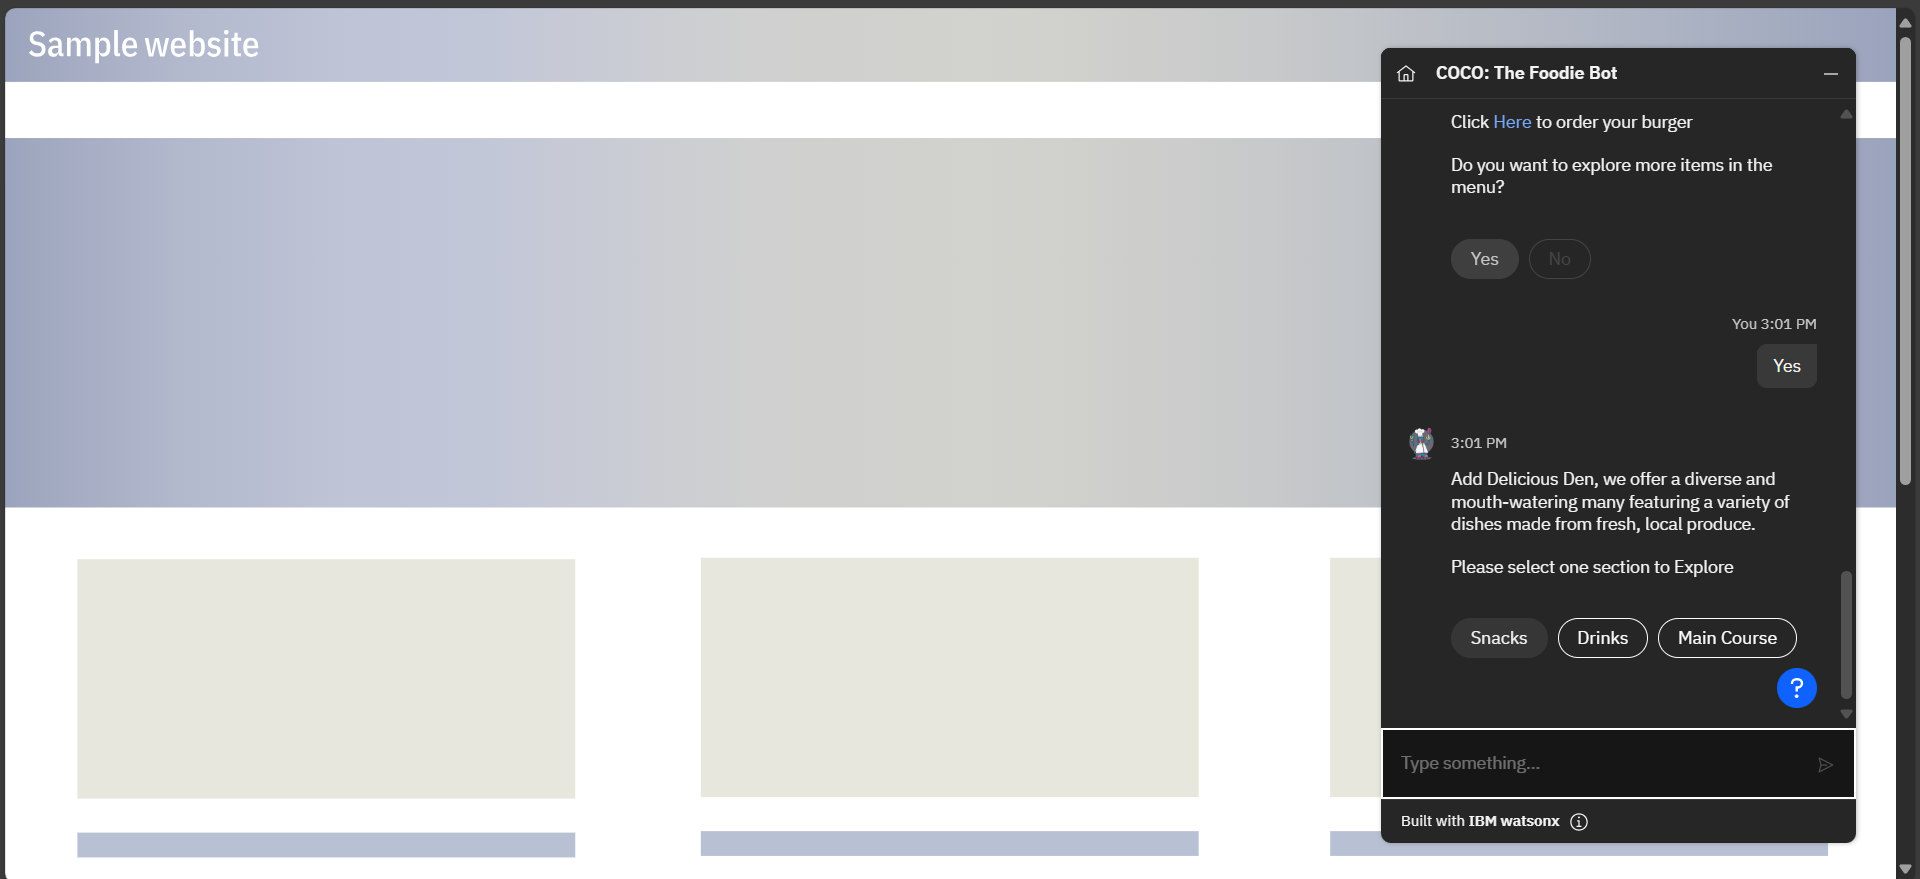 Sample website
COCO: The Foodie Bot
Click Here to order your burger
Do you want to explore more items in the
menu?
Yes
No
You 3:01 PM
Yes
3:01 PM
Add Delicious Den, we offer a diverse and
mouth-watering many featuring a variety of
dishes made from fresh, local produce.
Please select one section to Explore
Snacks
Drinks
Main Course
?
Type something...
Built with IBM watsonx